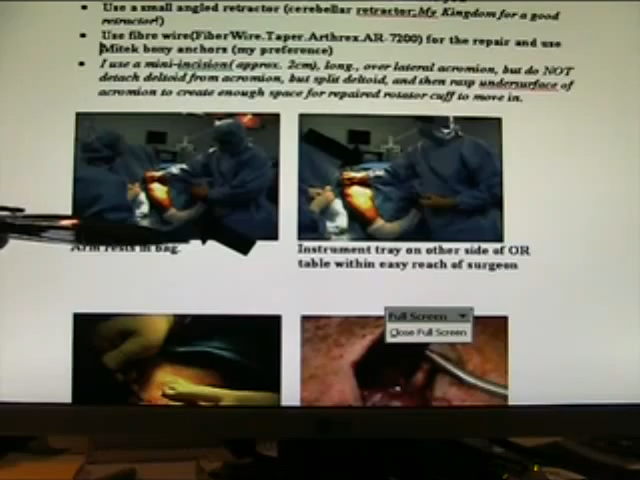 Use a small angled retractor (cerebellar retractor;My Kingdom for a good
retractor!)
Use fibre wire(FiberWire.Taper.Arthrex.AR-7200) for the repair and use
Mitek bony anchors (my preference)
I use a mini-incision( approx. 2cm), long., over lateral acromion, but do NOT
detach deltoid from acromion, but split deltoid, and then rasp undersurface of
acromion to create enough space for repaired rotator cuff to move in.
Arm rests in bag.
Instrument tray on other side of OR
table within easy reach of surgeon
Full Screen
Close Full Screen